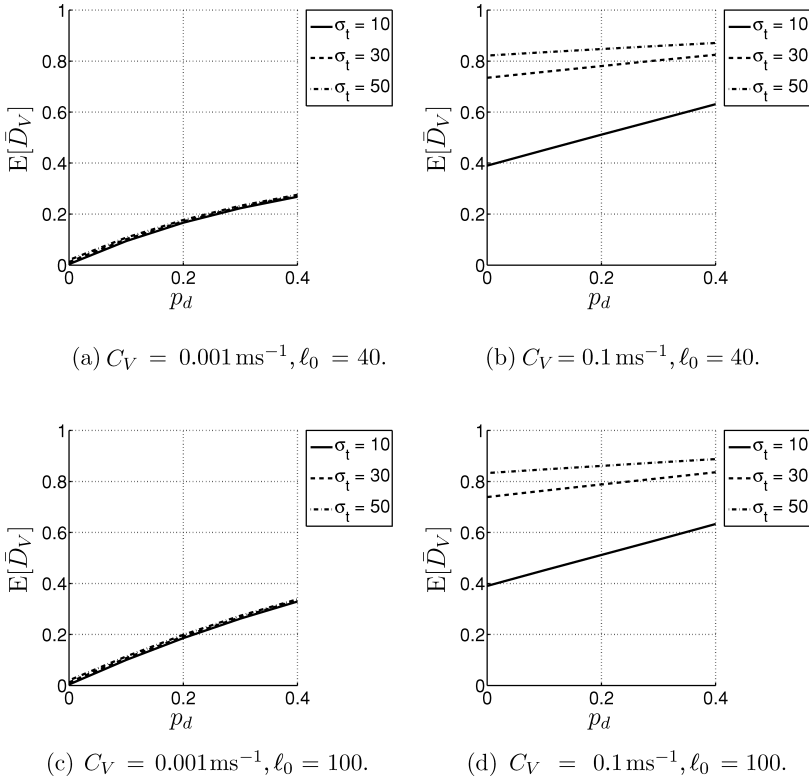 1
0.8
0.6
0.4
0.2
0
0 0.2 0.4
E[D̄_V]
p_d
σ_t = 10
σ_t = 30
σ_t = 50
(a) C_V = 0.001 ms⁻¹, ℓ₀ = 40.
1
0.8
0.6
0.4
0.2
0
0 0.2 0.4
E[D̄_V]
p_d
σ_t = 10
σ_t = 30
σ_t = 50
(b) C_V = 0.1 ms⁻¹, ℓ₀ = 40.
1
0.8
0.6
0.4
0.2
0
0 0.2 0.4
E[D̄_V]
p_d
σ_t = 10
σ_t = 30
σ_t = 50
(c) C_V = 0.001 ms⁻¹, ℓ₀ = 100.
1
0.8
0.6
0.4
0.2
0
0 0.2 0.4
E[D̄_V]
p_d
σ_t = 10
σ_t = 30
σ_t = 50
(d) C_V = 0.1 ms⁻¹, ℓ₀ = 100.